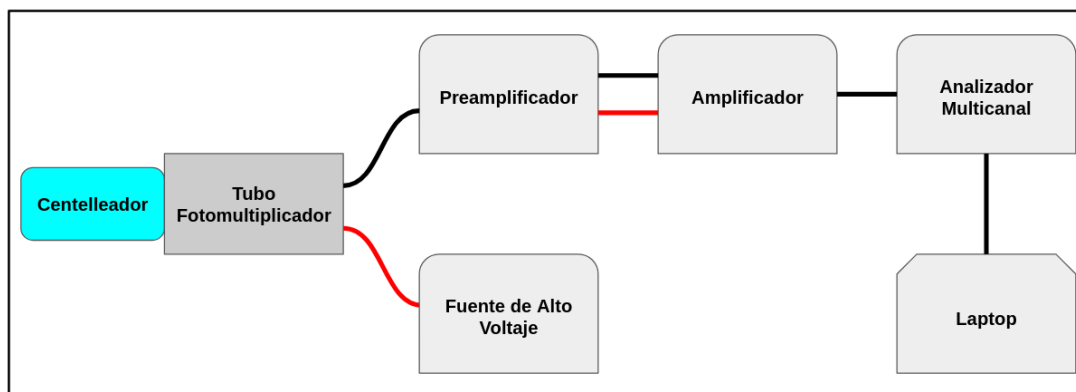 Centelleador
Tubo
Fotomultiplicador
Preamplificador
Amplificador
Analizador
Multicanal
Fuente de Alto
Voltaje
Laptop